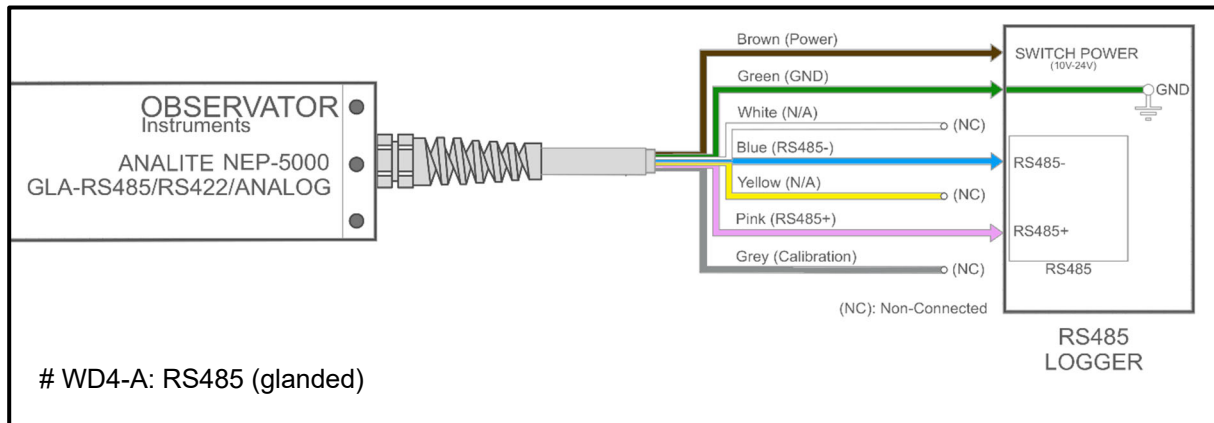 OBSERVATOR
Instruments
ANALITE NEP-5000
GLA-RS485/RS422/ANALOG
Brown (Power)
Green (GND)
White (N/A)
(NC)
Blue (RS485-)
Yellow (N/A)
(NC)
Pink (RS485+)
Grey (Calibration)
(NC)
(NC): Non-Connected
SWITCH POWER
(10V-24V)
GND
RS485-
RS485+
RS485
RS485
LOGGER
# WD4-A: RS485 (glanded)